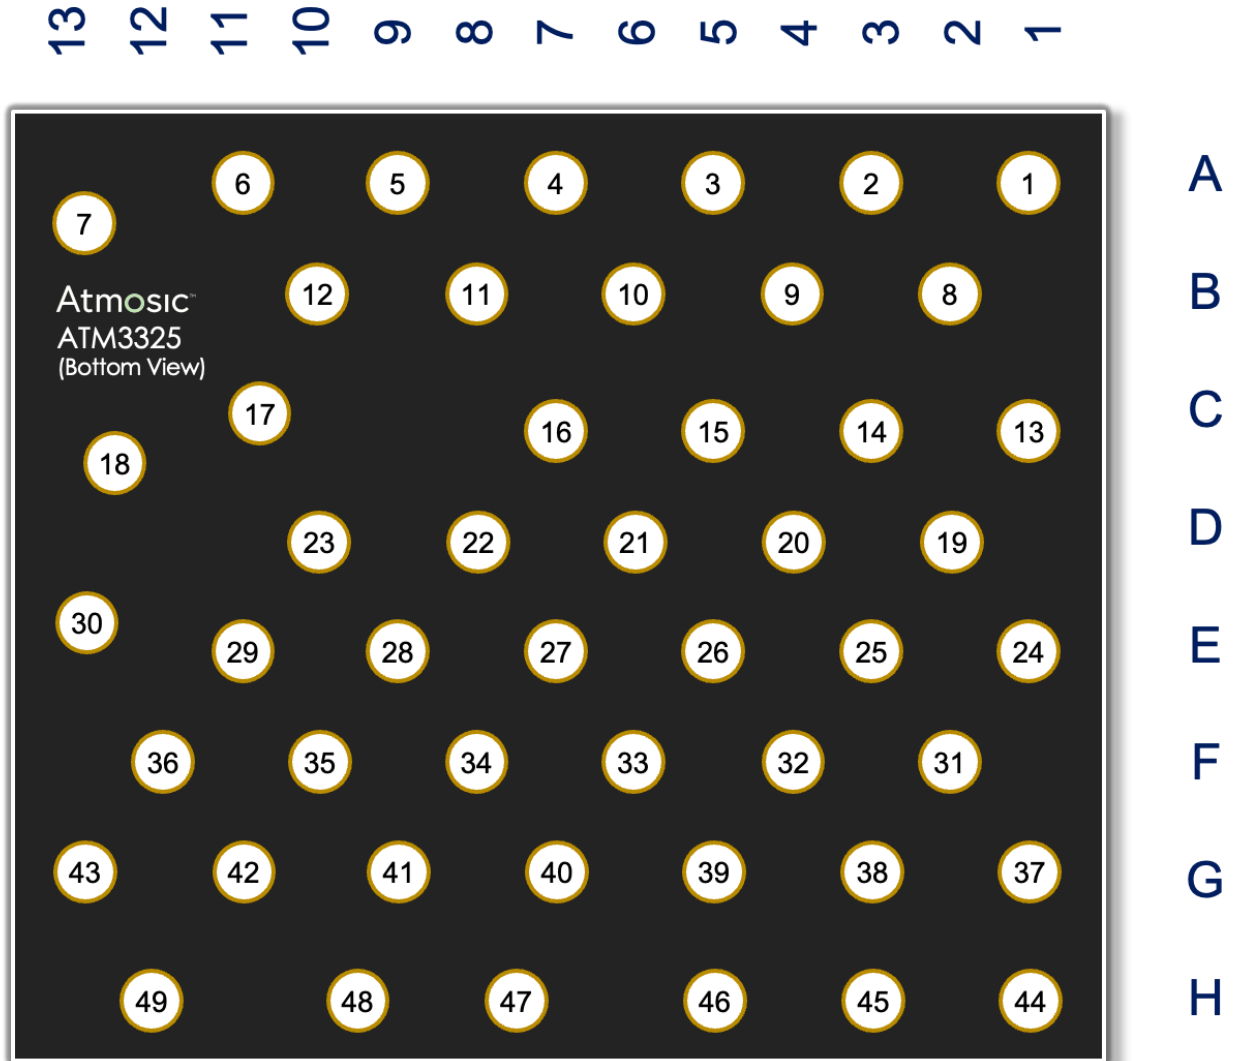 13 12 11 10 9 8 7 6 5 4 3 2 1
6 5 4 3 2 1 A
7
12 11 10 9 8 B
Atmosic™
ATM3325
(Bottom View)
17 16 15 14 13 C
18
23 22 21 20 19 D
30
29 28 27 26 25 24 E
36 35 34 33 32 31 F
43 42 41 40 39 38 37 G
49 48 47 46 45 44 H